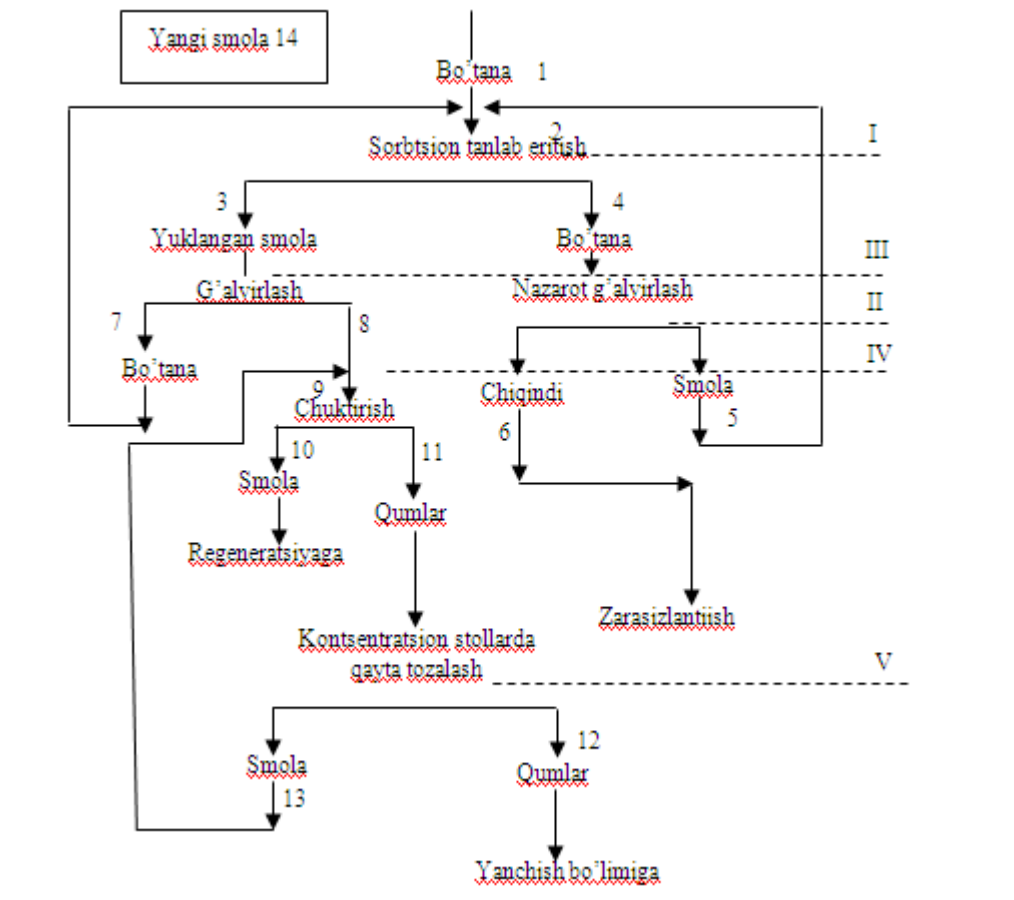 Yangi smola 14
Bo’tana 1
2
Sorbtsion tanlab eritish
I
3
4
Yuklangan smola
Bo’tana
III
G’alvirlash
Nazarot g’alvirlash
II
7
8
IV
Bo’tana
9
Chiqindi
Smola
Chuktirish
5
6
10
11
Smola
Qumlar
Regeneratsiyaga
Zarasizlantiish
Kontsentratsion stollarda
qayta tozalash
V
12
Smola
Qumlar
13
Yanchish bo’limiga